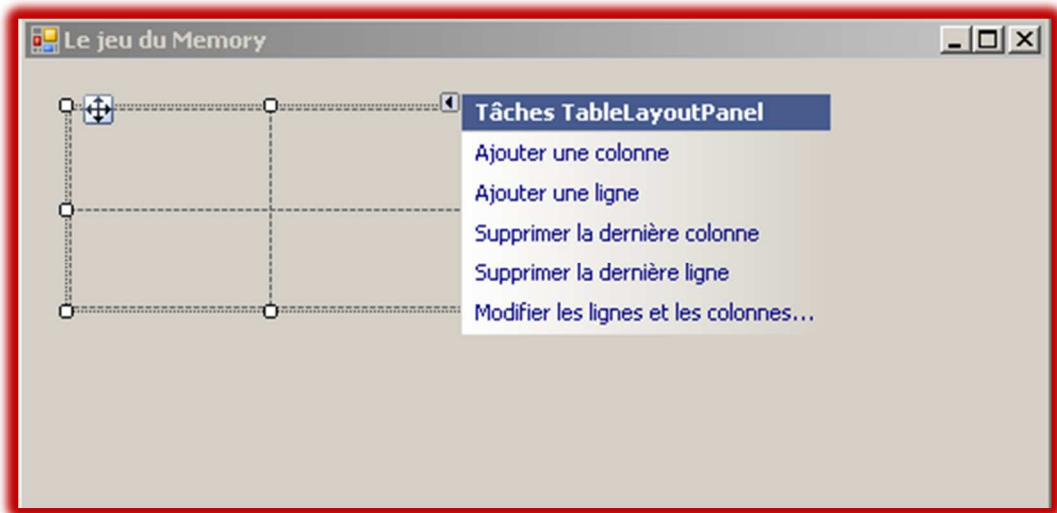 Le jeu du Memory
Tâches TableLayoutPanel
Ajouter une colonne
Ajouter une ligne
Supprimer la dernière colonne
Supprimer la dernière ligne
Modifier les lignes et les colonnes...